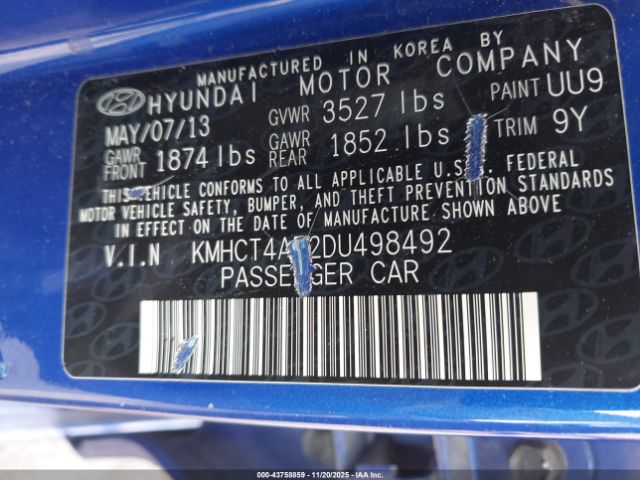 MANUFACTURED IN KOREA BY
HYUNDAI MOTOR COMPANY
MAY/07/13 GVWR 3527 lbs PAINT UU9
GAWR FRONT 1874 lbs GAWR REAR 1852 lbs TRIM 9Y
THIS VEHICLE CONFORMS TO ALL APPLICABLE U.S. FEDERAL
MOTOR VEHICLE SAFETY, BUMPER, AND THEFT PREVENTION STANDARDS
IN EFFECT ON THE DATE OF MANUFACTURE SHOWN ABOVE
V.I.N
PASSENGER CAR
000-43758859 - 11/20/2025 - IAA Corp.